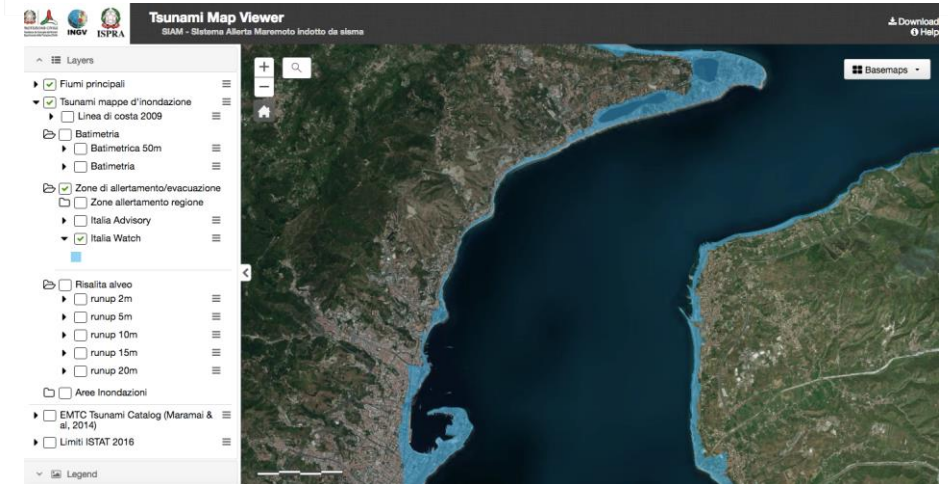 INGV
ISPRA
Tsunami Map Viewer
SIAM - Sistema Allerta Maremoto indotto da sisma
Download
Help
Layers
Fiumi principali
Tsunami mappe d'inondazione
Linea di costa 2009
Batimetria
Batimetrica 50m
Batimetria
Zone di allertamento/evacuazione
Zone allertamento regione
Italia Advisory
Italia Watch
Risalita alveo
runup 2m
runup 5m
runup 10m
runup 15m
runup 20m
Aree Inondazioni
EMTC Tsunami Catalog (Maramai &
al, 2014)
Limiti ISTAT 2016
Legend
Basemaps